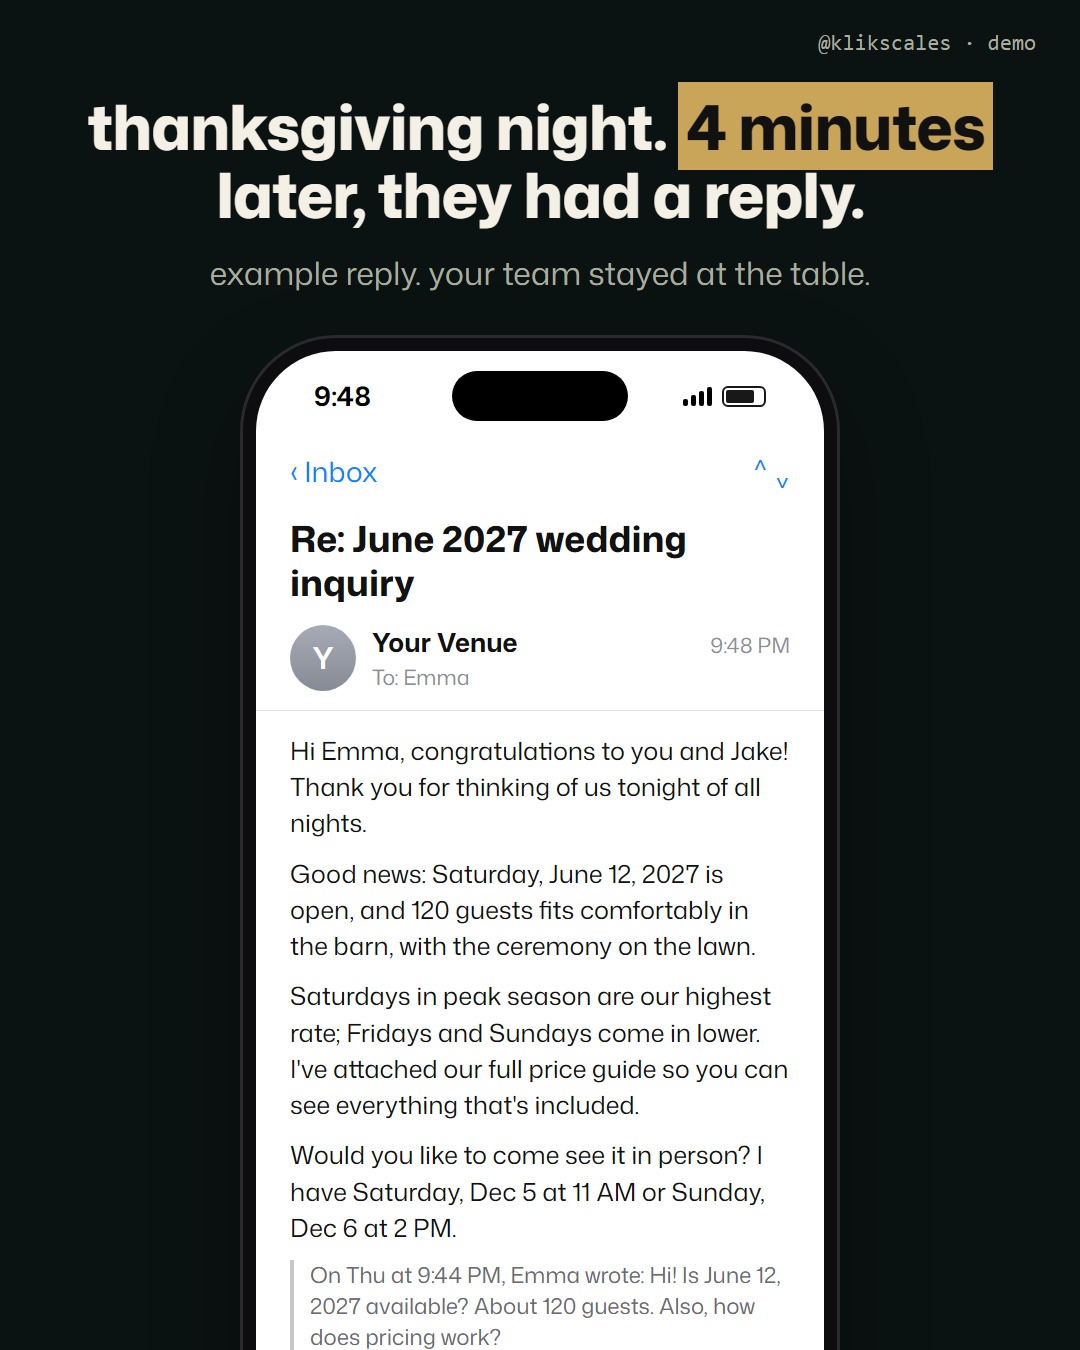 @klikscales · demo
thanksgiving night. 4 minutes
later, they had a reply.
example reply. your team stayed at the table.
9:48
‹ Inbox
Re: June 2027 wedding
inquiry
Y
Your Venue
9:48 PM
To: Emma
Hi Emma, congratulations to you and Jake!
Thank you for thinking of us tonight of all
nights.
Good news: Saturday, June 12, 2027 is
open, and 120 guests fits comfortably in
the barn, with the ceremony on the lawn.
Saturdays in peak season are our highest
rate; Fridays and Sundays come in lower.
I've attached our full price guide so you can
see everything that's included.
Would you like to come see it in person? I
have Saturday, Dec 5 at 11 AM or Sunday,
Dec 6 at 2 PM.
On Thu at 9:44 PM, Emma wrote: Hi! Is June 12,
2027 available? About 120 guests. Also, how
does pricing work?